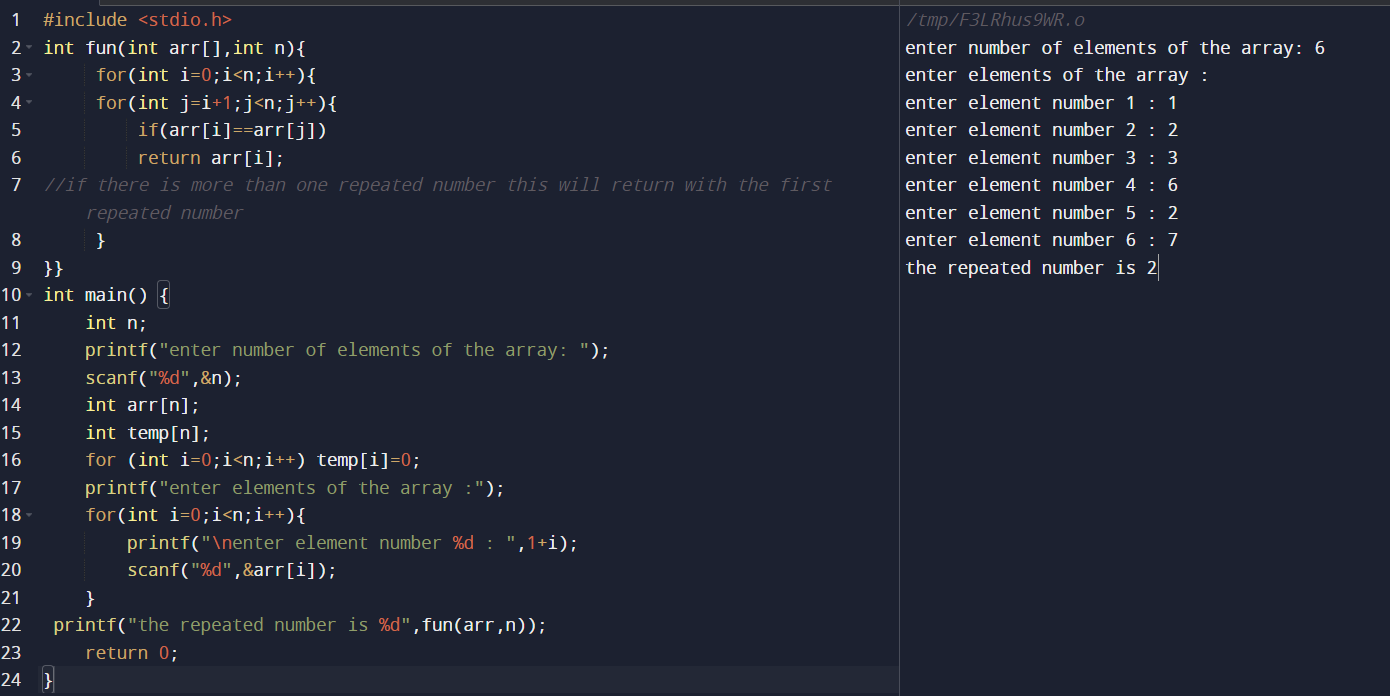 1 #include <stdio.h>
2 int fun(int arr[],int n){
3 for(int i=0;i<n;i++){
4 for(int j=i+1;j<n;j++){
5 if(arr[i]==arr[j])
6 return arr[i];
7 //if there is more than one repeated number this will return with the first
repeated number
8 }
9 }}
10 int main() {
11 int n;
12 printf("enter number of elements of the array: ");
13 scanf("%d",&n);
14 int arr[n];
15 int temp[n];
16 for (int i=0;i<n;i++) temp[i]=0;
17 printf("enter elements of the array :");
18 for(int i=0;i<n;i++){
19 printf("\nenter element number %d : ",1+i);
20 scanf("%d",&arr[i]);
21 }
22 printf("the repeated number is %d",fun(arr,n));
23 return 0;
24 }
/tmp/F3LRhus9WR.o
enter number of elements of the array: 6
enter elements of the array :
enter element number 1 : 1
enter element number 2 : 2
enter element number 3 : 3
enter element number 4 : 6
enter element number 5 : 2
enter element number 6 : 7
the repeated number is 2